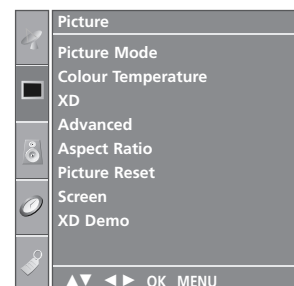 Picture
Picture Mode
Colour Temperature
XD
Advanced
Aspect Ratio
Picture Reset
Screen
XD Demo
▲▼ ◄► OK MENU